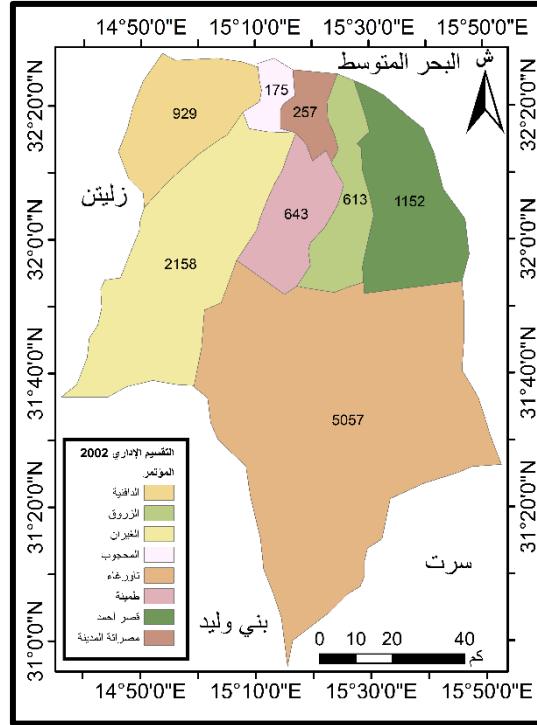 14°50'0"E 15°10'0"E 15°30'0"E 15°50'0"E
32°20'0"N
32°0'0"N
31°40'0"N
31°20'0"N
31°0'0"N
البحر المتوسط
ش
175
929
257
زليتن
613
1152
643
2158
5057
سرت
بني وليد
التقسيم الإداري 2002
المؤتمر
الدافنية
الزروق
الغيران
المحجوب
تاورغاء
طمينة
قصر احمد
مصراتة المدينة
0 10 20 40
كم
32°20'0"N
32°0'0"N
31°40'0"N
31°20'0"N
31°0'0"N
14°50'0"E 15°10'0"E 15°30'0"E 15°50'0"E